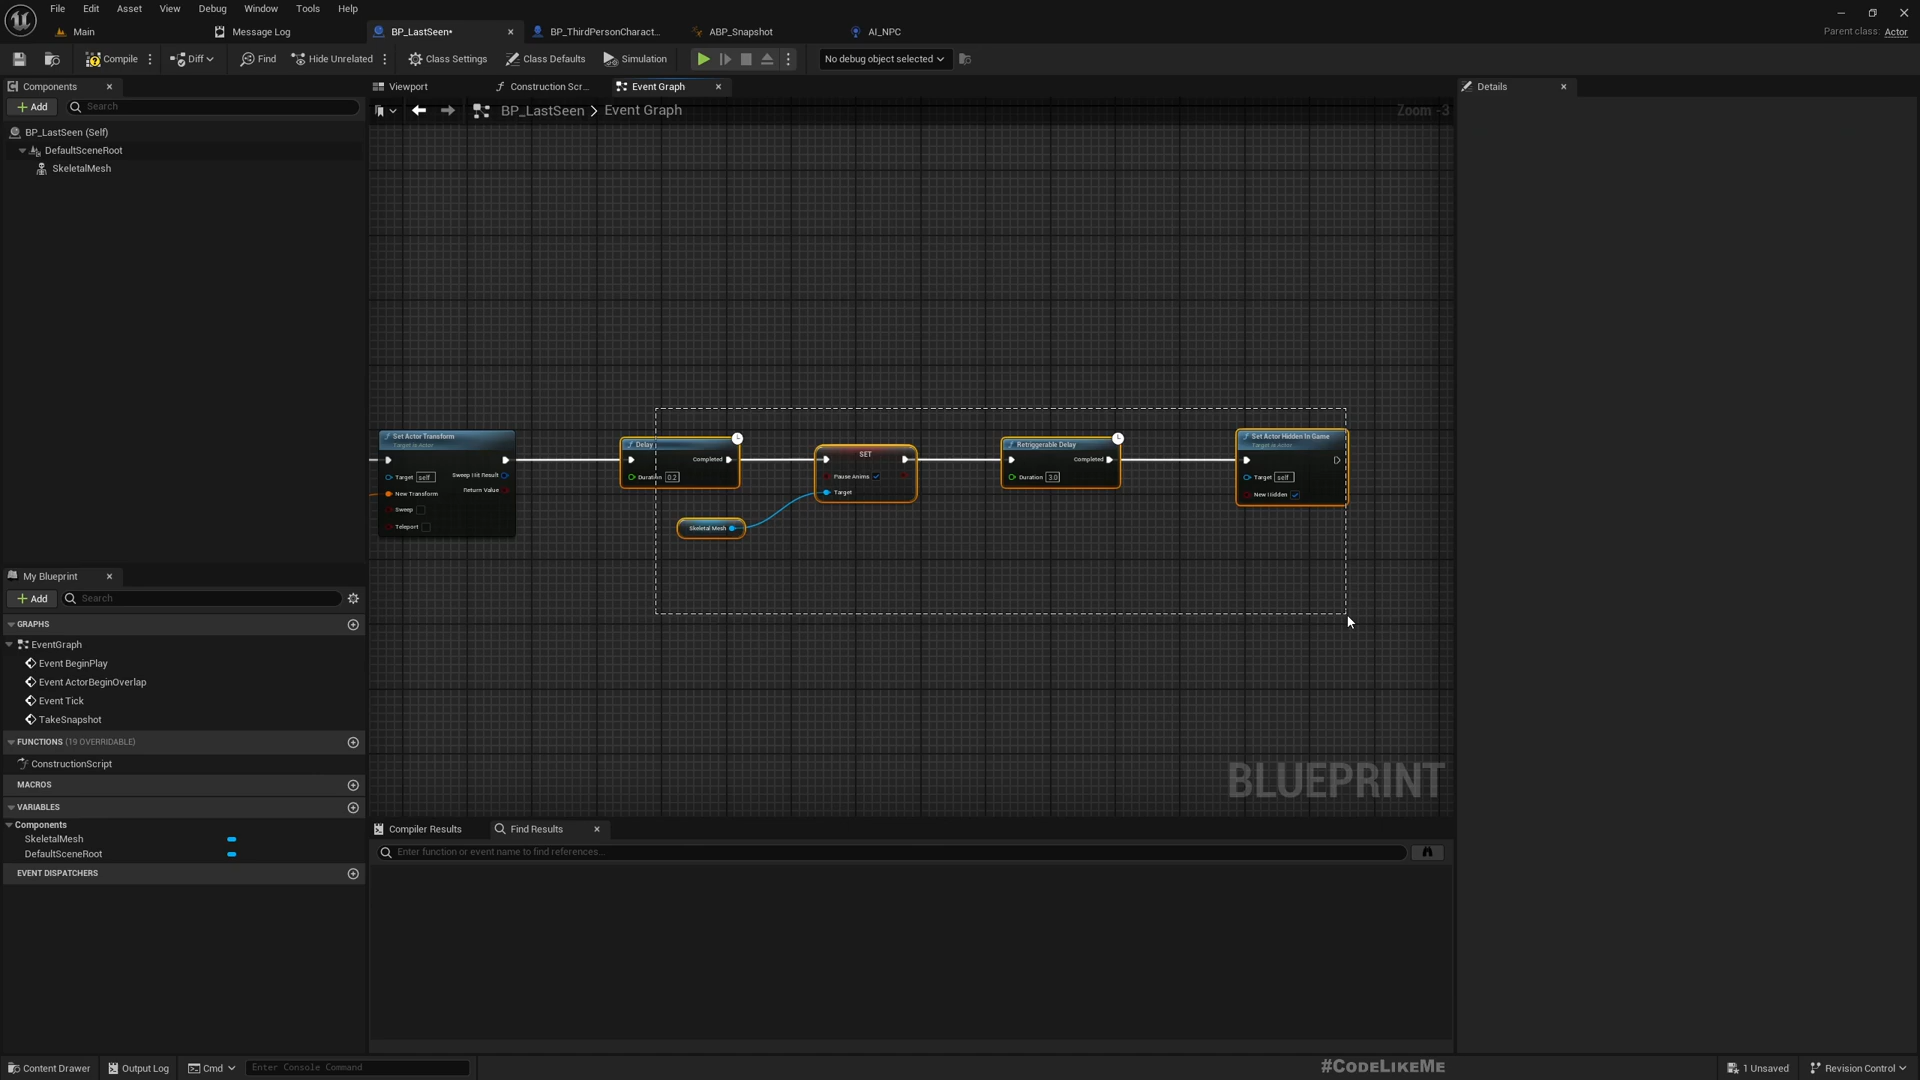 File Edit Asset View Debug Window Tools Help
Main
Message Log
BP_LastSeen*
BP_ThirdPersonCharact...
ABP_Snapshot
AI_NPC
Parent class: Actor
Compile
Diff
Find
Hide Unrelated
Class Settings
Class Defaults
Simulation
No debug object selected
Components
Add
Search
BP_LastSeen (Self)
DefaultSceneRoot
SkeletalMesh
Viewport
Construction Scr...
Event Graph
BP_LastSeen > Event Graph
Zoom -3
Details
Set Actor Transform
Target is Actor
Target self
Sweep Hit Result
New Transform
Return Value
Sweep
Teleport
Delay
Completed
Duration 0.2
SET
Pause Anims
Target
Skeletal Mesh
Retriggerable Delay
Completed
Duration 3.0
Set Actor Hidden In Game
Target is Actor
Target self
New Hidden
BLUEPRINT
My Blueprint
Add
Search
GRAPHS
EventGraph
Event BeginPlay
Event ActorBeginOverlap
Event Tick
TakeSnapshot
FUNCTIONS (19 OVERRIDABLE)
ConstructionScript
MACROS
VARIABLES
Components
SkeletalMesh
DefaultSceneRoot
EVENT DISPATCHERS
Compiler Results
Find Results
Enter function or event name to find references...
Content Drawer
Output Log
Cmd
Enter Console Command
#CODELIKEME
1 Unsaved
Revision Control